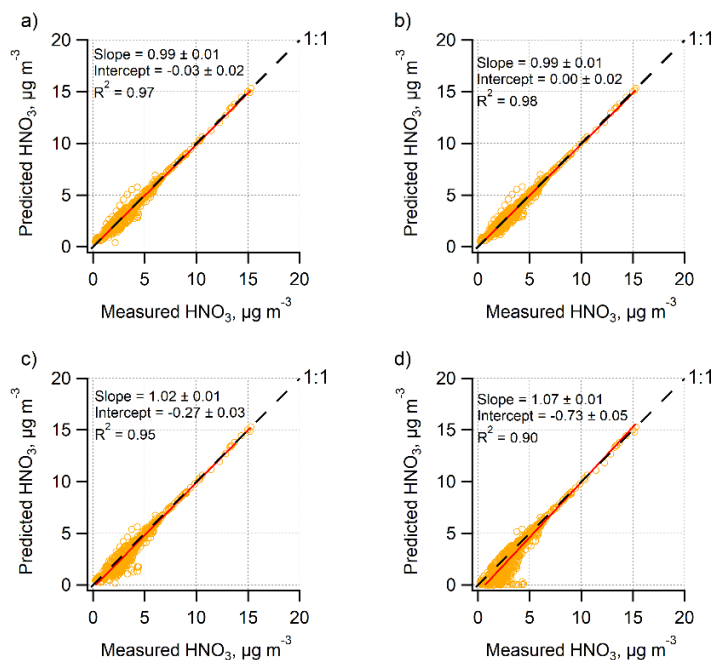 a)
20
15
10
5
0
Predicted HNO₃, µg m⁻³
Slope = 0.99 ± 0.01
Intercept = -0.03 ± 0.02
R² = 0.97
1:1
0 5 10 15 20
Measured HNO₃, µg m⁻³
b)
20
15
10
5
0
Predicted HNO₃, µg m⁻³
Slope = 0.99 ± 0.01
Intercept = 0.00 ± 0.02
R² = 0.98
1:1
0 5 10 15 20
Measured HNO₃, µg m⁻³
c)
20
15
10
5
0
Predicted HNO₃, µg m⁻³
Slope = 1.02 ± 0.01
Intercept = -0.27 ± 0.03
R² = 0.95
1:1
0 5 10 15 20
Measured HNO₃, µg m⁻³
d)
20
15
10
5
0
Predicted HNO₃, µg m⁻³
Slope = 1.07 ± 0.01
Intercept = -0.73 ± 0.05
R² = 0.90
1:1
0 5 10 15 20
Measured HNO₃, µg m⁻³